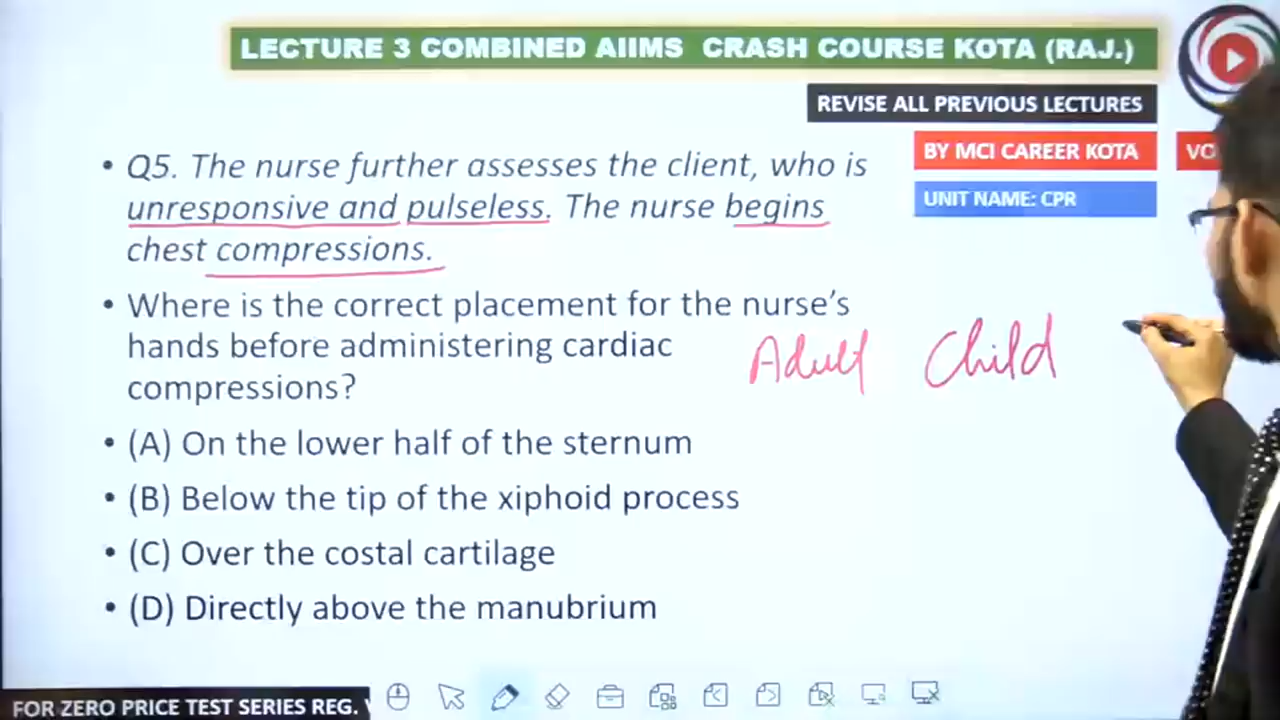 LECTURE 3 COMBINED AIIMS CRASH COURSE KOTA (RAJ.)
REVISE ALL PREVIOUS LECTURES
BY MCI CAREER KOTA
UNIT NAME: CPR
• Q5. The nurse further assesses the client, who is
unresponsive and pulseless. The nurse begins
chest compressions.
• Where is the correct placement for the nurse's
hands before administering cardiac
compressions?
Adult Child
• (A) On the lower half of the sternum
• (B) Below the tip of the xiphoid process
• (C) Over the costal cartilage
• (D) Directly above the manubrium
FOR ZERO PRICE TEST SERIES REG.